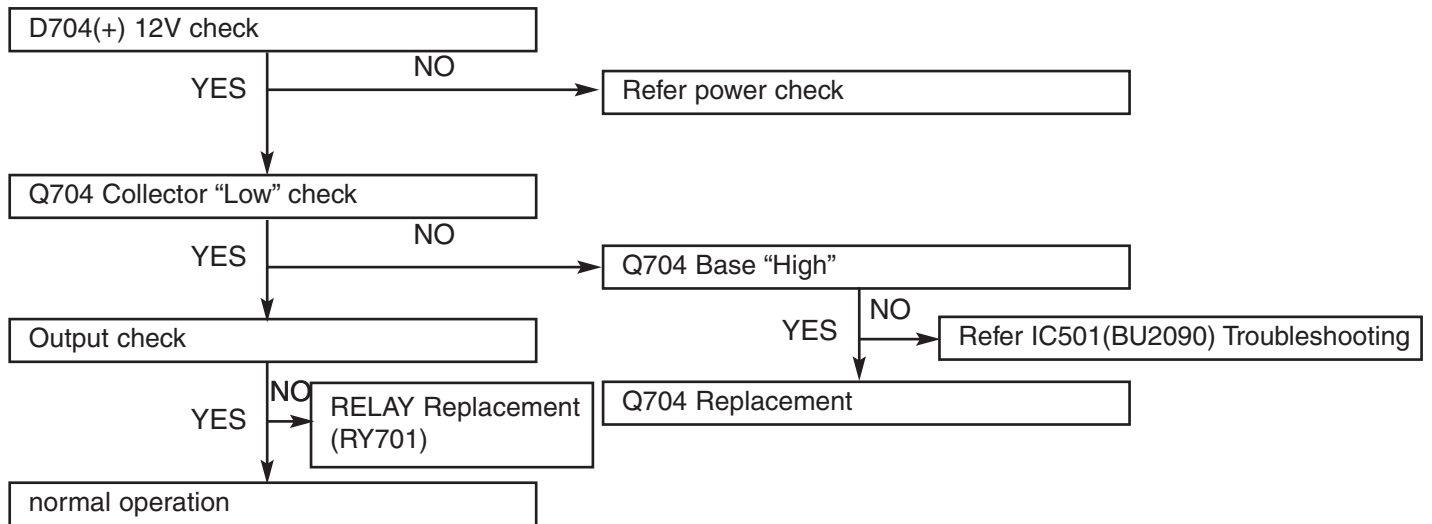 D704(+) 12V check
NO
YES
Refer power check
Q704 Collector “Low” check
NO
YES
Q704 Base “High”
NO
YES
Output check
Refer IC501(BU2090) Troubleshooting
NO
YES
RELAY Replacement
(RY701)
Q704 Replacement
normal operation